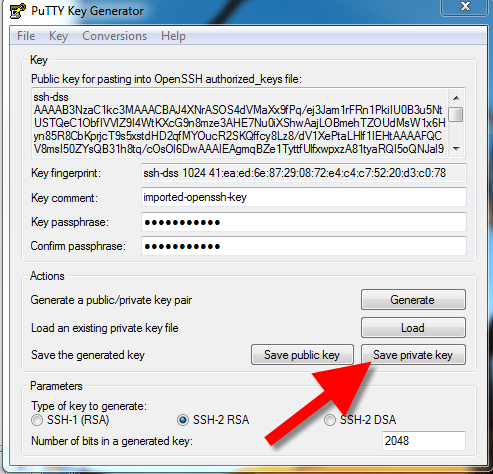 PuTTY Key Generator
File Key Conversions Help
Key
Public key for pasting into OpenSSH authorized_keys file:
ssh-dss
Key fingerprint: ssh-dss 1024 41:ea:ed:6e:87:29:08:72:e4:c4:c7:52:20:d3:c0:78
Key comment: imported-openssh-key
Key passphrase:
Confirm passphrase:
Actions
Generate a public/private key pair Generate
Load an existing private key file Load
Save the generated key Save public key Save private key
Parameters
Type of key to generate:
SSH-1 (RSA) SSH-2 RSA SSH-2 DSA
Number of bits in a generated key: 2048